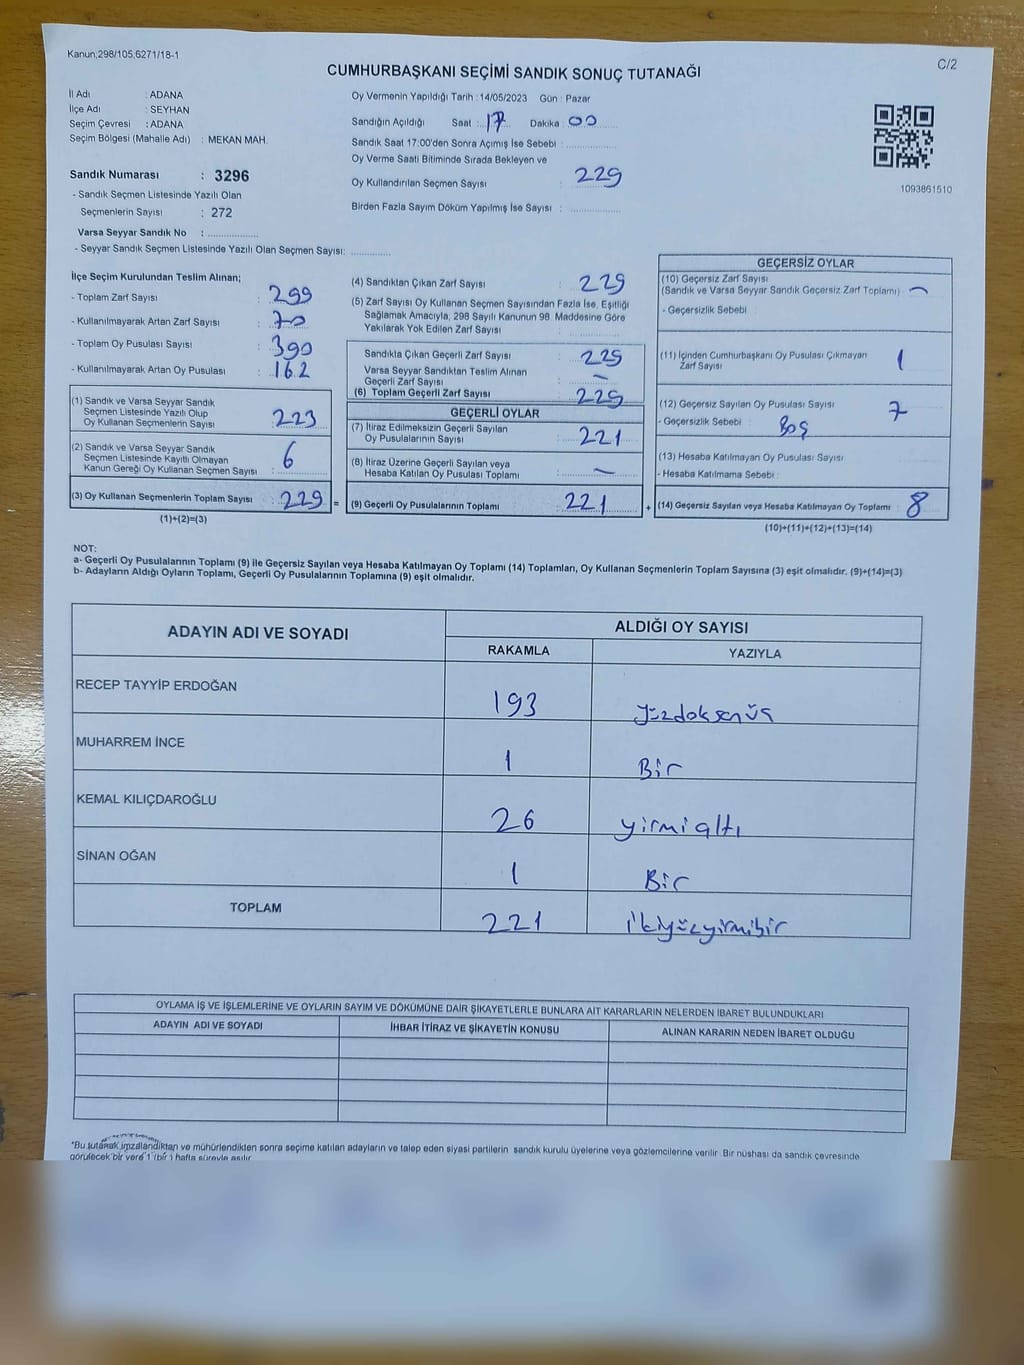 Kanun;298/105,6271/18-1
C/2
CUMHURBAŞKANI SEÇİMİ SANDIK SONUÇ TUTANAĞI
İl Adı : ADANA
İlçe Adı : SEYHAN
Seçim Çevresi : ADANA
Seçim Bölgesi (Mahalle Adı) : MEKAN MAH.
Sandık Numarası : 3296
- Sandık Seçmen Listesinde Yazılı Olan
Seçmenlerin Sayısı : 272
Varsa Seyyar Sandık No : ..................
- Seyyar Sandık Seçmen Listesinde Yazılı Olan Seçmen Sayısı: ..............
Oy Vermenin Yapıldığı Tarih : 14/05/2023 Gün : Pazar
Sandığın Açıldığı Saat : 17 Dakika : 00
Sandık Saat 17:00'den Sonra Açımış İse Sebebi : ..................
Oy Verme Saati Bitiminde Sırada Bekleyen ve
Oy Kullandırılan Seçmen Sayısı : 229
Birden Fazla Sayım Döküm Yapılmış İse Sayısı : ..................
1093861510
İlçe Seçim Kurulundan Teslim Alınan;
- Toplam Zarf Sayısı : 299
- Kullanılmayarak Artan Zarf Sayısı : 70
- Toplam Oy Pusulası Sayısı : 390
- Kullanılmayarak Artan Oy Pusulası : 162
(1) Sandık ve Varsa Seyyar Sandık
Seçmen Listesinde Yazılı Olup
Oy Kullanan Seçmenlerin Sayısı : 223
(2) Sandık ve Varsa Seyyar Sandık
Seçmen Listesinde Kayıtlı Olmayan
Kanun Gereği Oy Kullanan Seçmen Sayısı : 6
(3) Oy Kullanan Seçmenlerin Toplam Sayısı : 229 =
(1)+(2)=(3)
(4) Sandıktan Çıkan Zarf Sayısı : 229
(5) Zarf Sayısı Oy Kullanan Seçmen Sayısından Fazla İse, Eşitliği
Sağlamak Amacıyla, 298 Sayılı Kanunun 98. Maddesine Göre
Yakılarak Yok Edilen Zarf Sayısı :
Sandıkta Çıkan Geçerli Zarf Sayısı : 229
Varsa Seyyar Sandıktan Teslim Alınan
Geçerli Zarf Sayısı : —
(6) Toplam Geçerli Zarf Sayısı : 229
GEÇERLİ OYLAR
(7) İtiraz Edilmeksizin Geçerli Sayılan
Oy Pusulalarının Sayısı : 221
(8) İtiraz Üzerine Geçerli Sayılan veya
Hesaba Katılan Oy Pusulası Toplamı : —
(9) Geçerli Oy Pusulalarının Toplamı : 221 +
GEÇERSİZ OYLAR
(10) Geçersiz Zarf Sayısı
(Sandık ve Varsa Seyyar Sandık Geçersiz Zarf Toplamı) : —
- Geçersizlik Sebebi :
(11) İçinden Cumhurbaşkanı Oy Pusulası Çıkmayan
Zarf Sayısı : 1
(12) Geçersiz Sayılan Oy Pusulası Sayısı : 7
- Geçersizlik Sebebi : Boş
(13) Hesaba Katılmayan Oy Pusulası Sayısı
- Hesaba Katılmama Sebebi :
(14) Geçersiz Sayılan veya Hesaba Katılmayan Oy Toplamı : 8
(10)+(11)+(12)+(13)=(14)
NOT:
a- Geçerli Oy Pusulalarının Toplamı (9) ile Geçersiz Sayılan veya Hesaba Katılmayan Oy Toplamı (14) Toplamları, Oy Kullanan Seçmenlerin Toplam Sayısına (3) eşit olmalıdır. (9)+(14)=(3)
b- Adayların Aldığı Oyların Toplamı, Geçerli Oy Pusulalarının Toplamına (9) eşit olmalıdır.
ADAYIN ADI VE SOYADI
ALDIĞI OY SAYISI
RAKAMLA YAZIYLA
RECEP TAYYİP ERDOĞAN 193 yüzdoksanüç
MUHARREM İNCE 1 Bir
KEMAL KILIÇDAROĞLU 26 yirmialtı
SİNAN OĞAN 1 Bir
TOPLAM 221 ikiyüzyirmibir
OYLAMA İŞ VE İŞLEMLERİNE VE OYLARIN SAYIM VE DÖKÜMÜNE DAİR ŞİKAYETLERLE BUNLARA AİT KARARLARIN NELERDEN İBARET BULUNDUKLARI
ADAYIN ADI VE SOYADI İHBAR İTİRAZ VE ŞİKAYETİN KONUSU ALINAN KARARIN NEDEN İBARET OLDUĞU
*Bu tutanak imzalandıktan ve mühürlendikten sonra seçime katılan adayların ve talep eden siyasi partilerin sandık kurulu üyelerine veya gözlemcilerine verilir. Bir nüshası da sandık çevresinde
görülecek bir yere 1 (bir) hafta süreyle asılır.